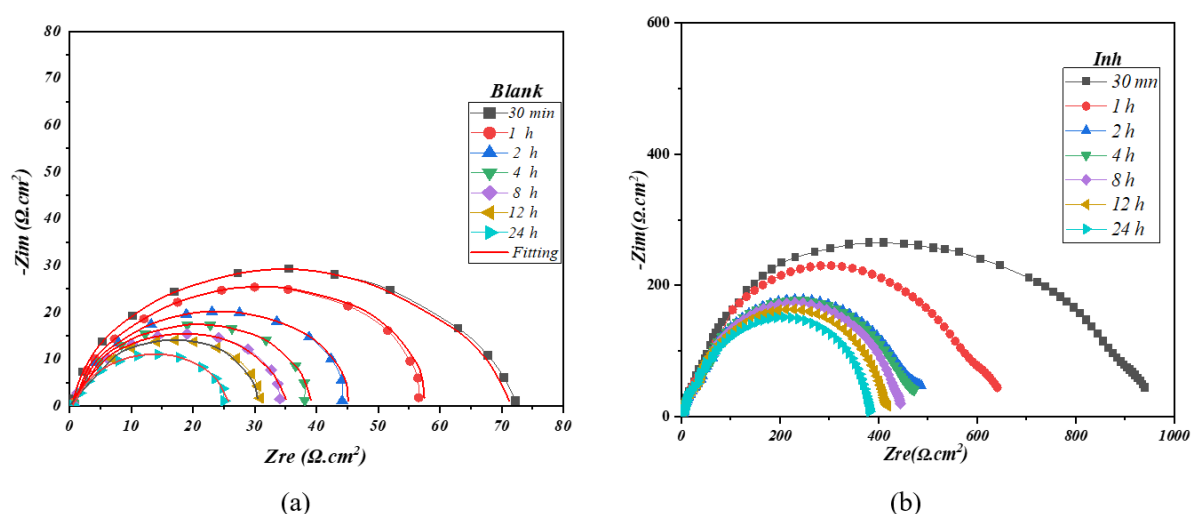 80
70
60
50
40
30
20
10
0
-Zim (Ω.cm²)
0 10 20 30 40 50 60 70 80
Zre (Ω.cm²)
Blank
30 min
1 h
2 h
4 h
8 h
12 h
24 h
Fitting
(a)
600
400
200
0
-Zim(Ω.cm²)
0 200 400 600 800 1000
Zre(Ω.cm²)
Inh
30 mn
1 h
2 h
4 h
8 h
12 h
24 h
(b)